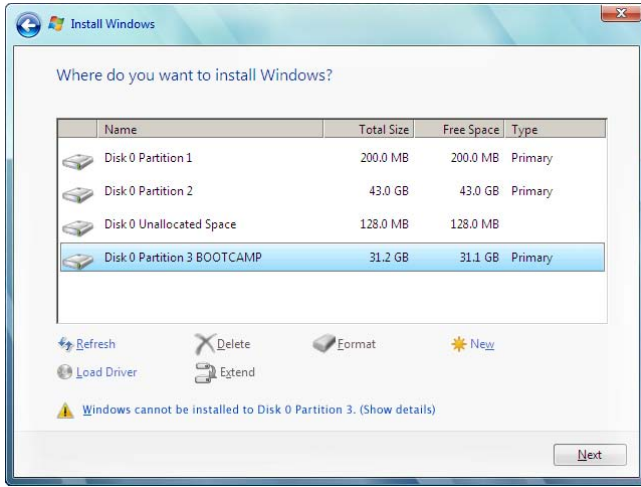 Install Windows
Where do you want to install Windows?
Name Total Size Free Space Type
Disk 0 Partition 1 200.0 MB 200.0 MB Primary
Disk 0 Partition 2 43.0 GB 43.0 GB Primary
Disk 0 Unallocated Space 128.0 MB 128.0 MB
Disk 0 Partition 3 BOOTCAMP 31.2 GB 31.1 GB Primary
Refresh Delete Format New
Load Driver Extend
Windows cannot be installed to Disk 0 Partition 3. (Show details)
Next